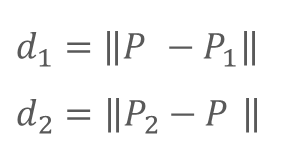 d₁ = ‖P − P₁‖
d₂ = ‖P₂ − P ‖